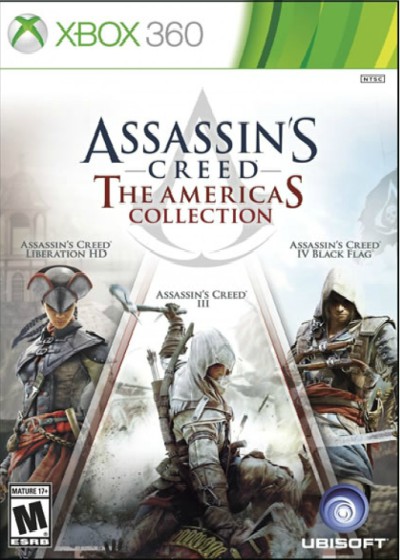 XBOX 360
NTSC
ASSASSIN'S
CREED
THE AMERICAS
COLLECTION
ASSASSIN'S CREED
LIBERATION HD
ASSASSIN'S CREED
IV BLACK FLAG
ASSASSIN'S CREED
III
MATURE 17+
M
ESRB
UBISOFT